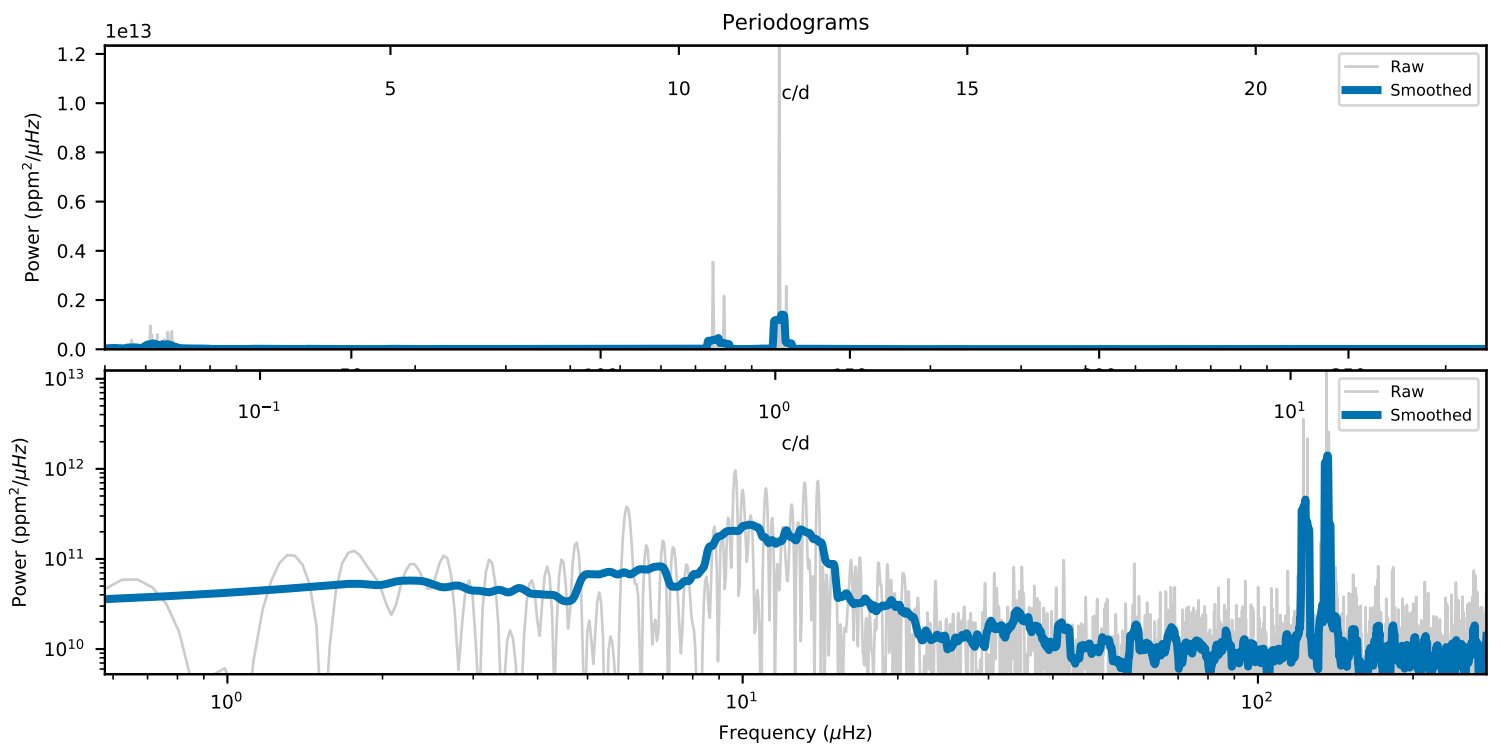 Periodograms
1e13
Power (ppm²/μHz)
1.2
1.0
0.8
0.6
0.4
0.2
0.0
5
10
15
20
c/d
Raw
Smoothed
Power (ppm²/μHz)
10¹³
10¹²
10¹¹
10¹⁰
10⁻¹
10⁰
10¹
c/d
Raw
Smoothed
10⁰
10¹
10²
Frequency (μHz)